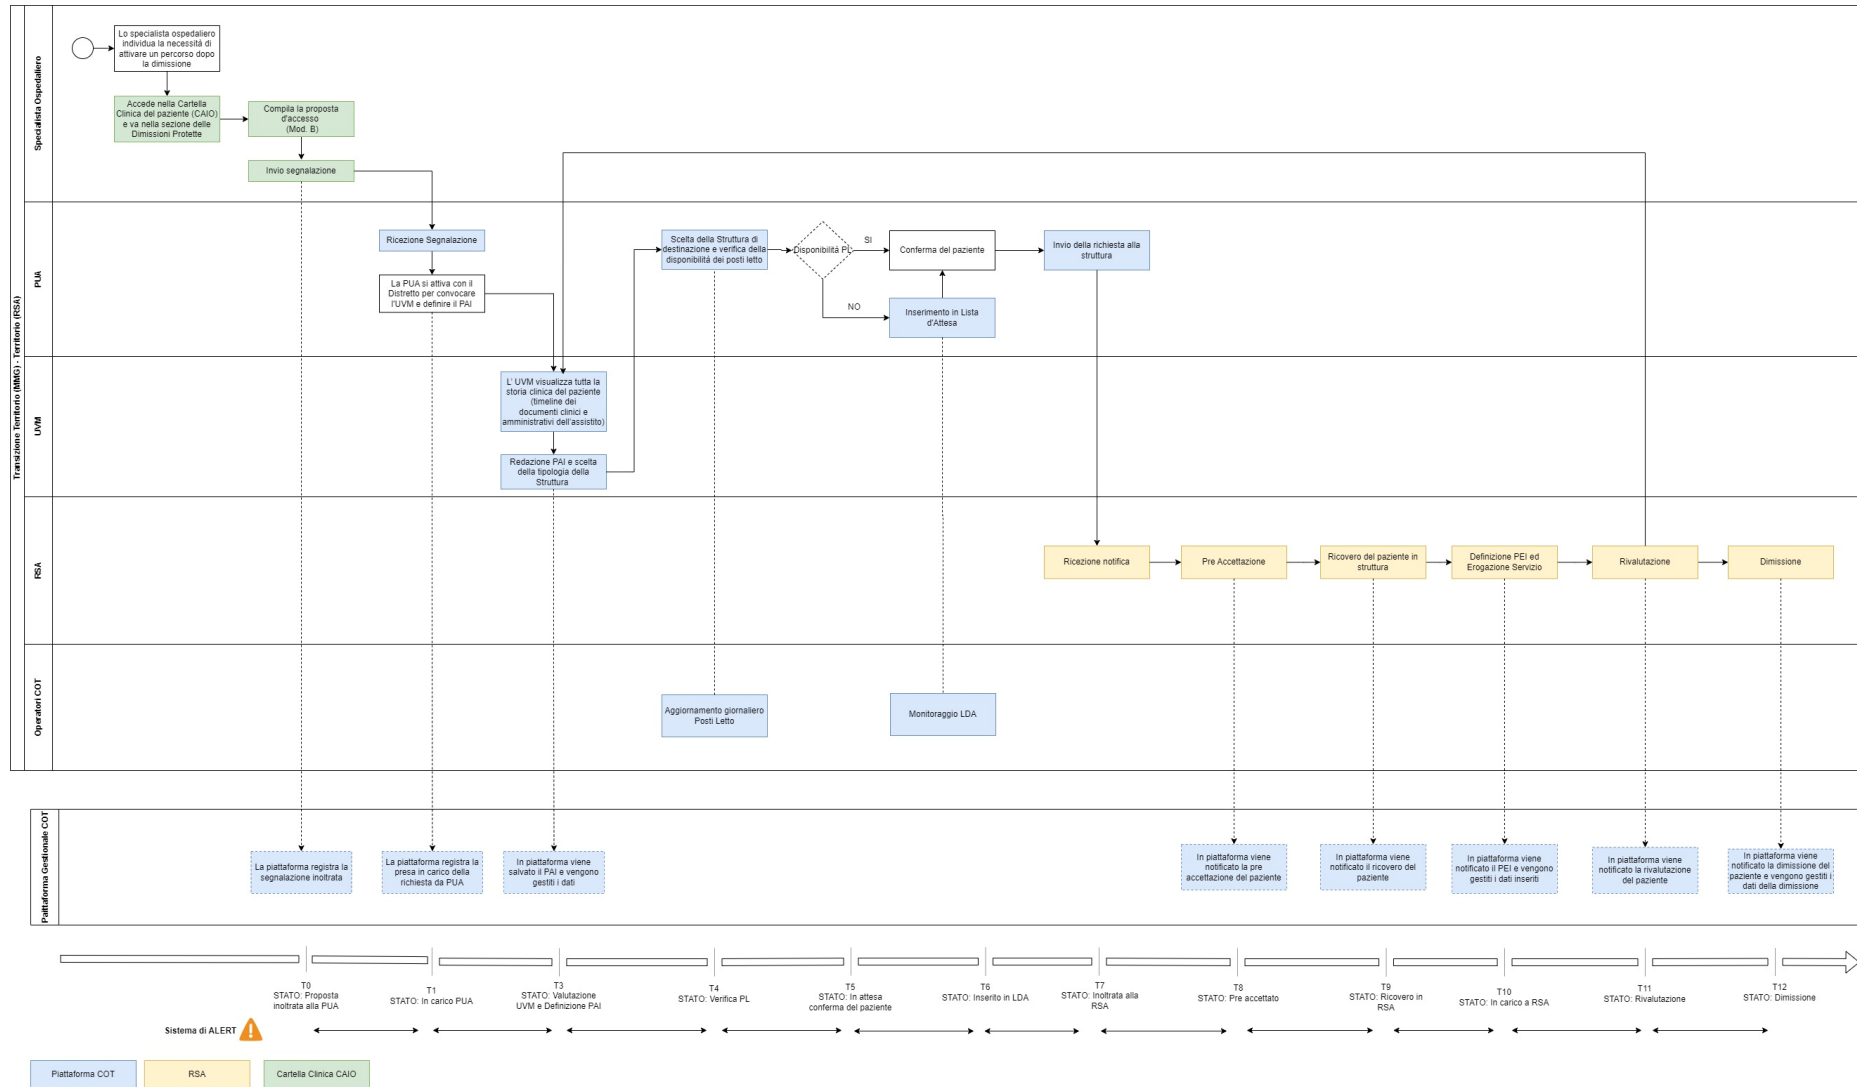 Transizione Territorio (MMG) - Territorio (RSA)
Specialista Ospedaliero
Lo specialista ospedaliero
individua la necessità di
attivare un percorso dopo
la dimissione
Accede nella Cartella
Clinica del paziente (CAIO)
e va nella sezione delle
Dimissioni Protette
Compila la proposta
d'accesso
(Mod. B)
Invio segnalazione
PUA
Ricezione Segnalazione
La PUA si attiva con il
Distretto per convocare
l'UVM e definire il PAI
Scelta della Struttura di
destinazione e verifica della
disponibilità dei posti letto
Disponibilità PL
SI
NO
Conferma del paziente
Inserimento in Lista
d'Attesa
Invio della richiesta alla
struttura
UVM
L' UVM visualizza tutta la
storia clinica del paziente
(timeline dei
documenti clinici e
amministrativi dell'assistito)
Redazione PAI e scelta
della tipologia della
Struttura
RSA
Ricezione notifica
Pre Accettazione
Ricovero del paziente in
struttura
Definizione PEI ed
Erogazione Servizio
Rivalutazione
Dimissione
Operatori COT
Aggiornamento giornaliero
Posti Letto
Monitoraggio LDA
Paittaforma Gestionale COT
La piattaforma registra la
segnalazione inoltrata
La piattaforma registra la
presa in carico della
richiesta da PUA
In piattaforma viene
salvato il PAI e vengono
gestiti i dati
In piattaforma viene
notificato la pre
accettazione del paziente
In piattaforma viene
notificato il ricovero del
paziente
In piattaforma viene
notificato il PEI e vengono
gestiti i dati inseriti
In piattaforma viene
notificato la rivalutazione
del paziente
In piattaforma viene
notificato la dimissione del
paziente e vengono gestiti i
dati della dimissione
T0
STATO: Proposta
inoltrata alla PUA
T1
STATO: In carico PUA
T3
STATO: Valutazione
UVM e Definizione PAI
T4
STATO: Verifica PL
T5
STATO: In attesa
conferma del paziente
T6
STATO: Inserito in LDA
T7
STATO: Inoltrata alla
RSA
T8
STATO: Pre accettato
T9
STATO: Ricovero in
RSA
T10
STATO: In carico a RSA
T11
STATO: Rivalutazione
T12
STATO: Dimissione
Sistema di ALERT
Piattaforma COT
RSA
Cartella Clinica CAIO